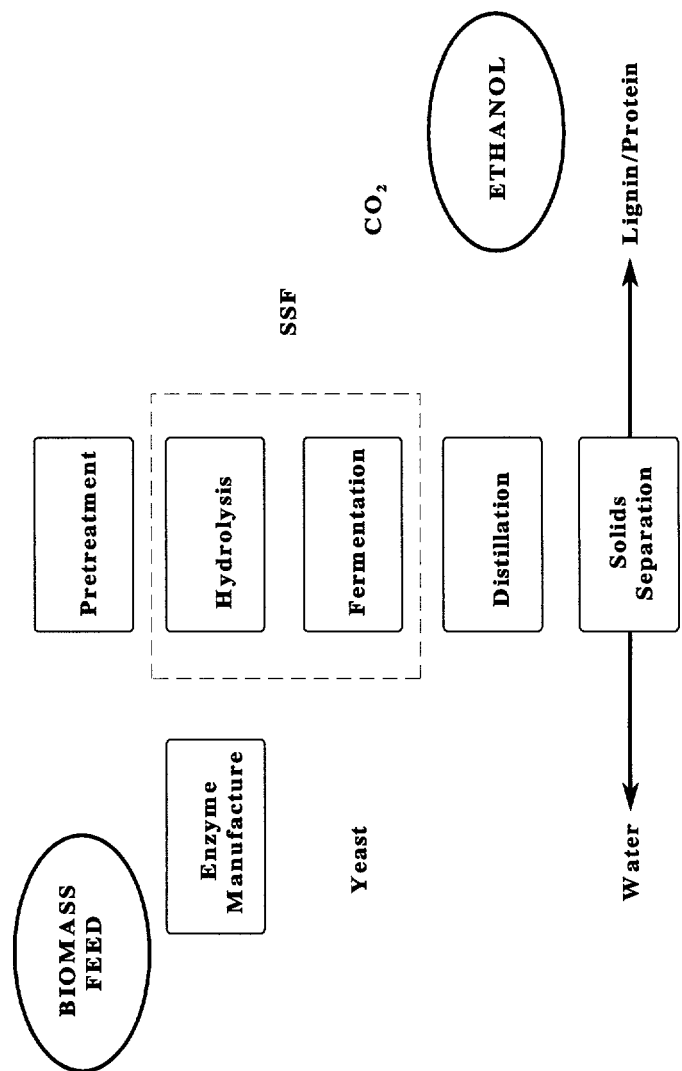 BIOMASS
FEED
Pretreatment
Enzyme
Manufacture
Hydrolysis
SSF
Yeast
Fermentation
CO₂
Distillation
ETHANOL
Water
Solids
Separation
Lignin/Protein